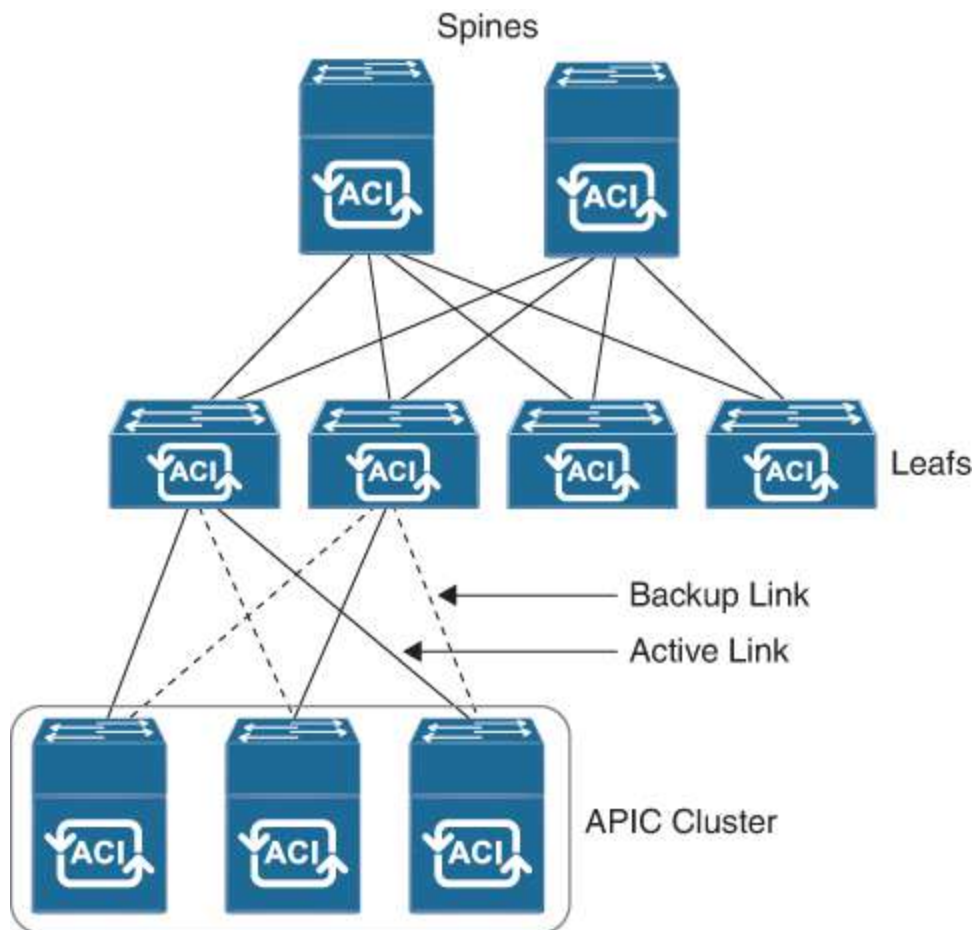 Spines
ACI
ACI
ACI
ACI
ACI
ACI
Leafs
Backup Link
Active Link
ACI
ACI
ACI
APIC Cluster